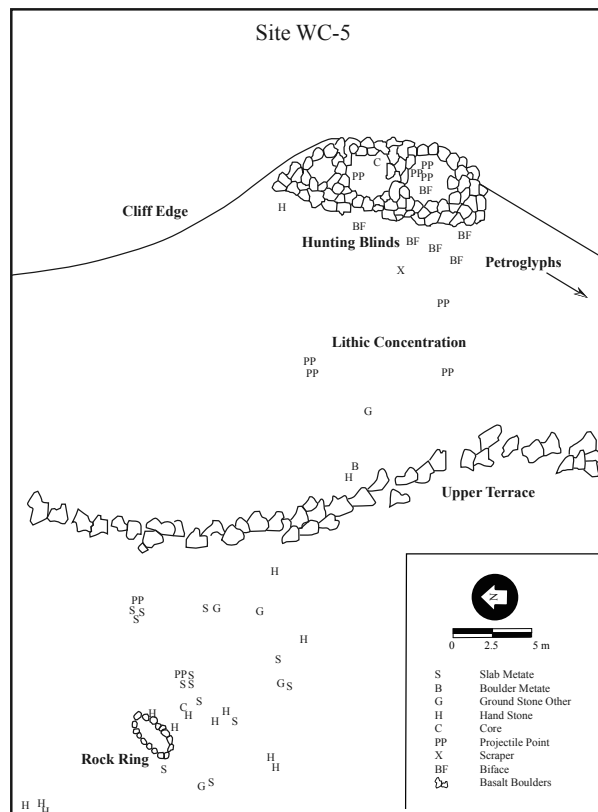 Site WC-5
C
PP
PP
PP
PP
PP
BF
Cliff Edge
H
BF
BF
Hunting Blinds
BF
BF
BF
Petroglyphs
X
PP
Lithic Concentration
PP
PP
PP
G
B
H
Upper Terrace
H
PP
S S
S
S G
G
H
S
PP S
S S
G S
S
C
H
H
H
H
H S
Rock Ring
S
H
H
G S
H H
H
N
0 2.5 5 m
S Slab Metate
B Boulder Metate
G Ground Stone Other
H Hand Stone
C Core
PP Projectile Point
X Scraper
BF Biface
Basalt Boulders